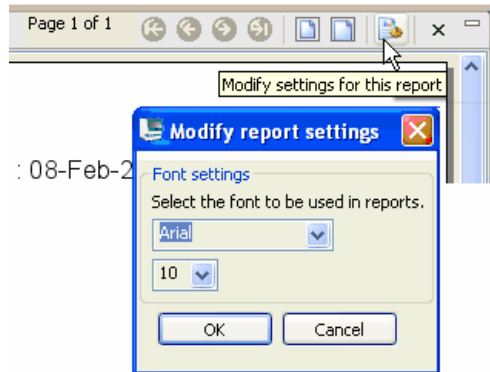 Page 1 of 1
Modify settings for this report
Modify report settings
: 08-Feb-2
Font settings
Select the font to be used in reports.
Arial
10
OK
Cancel